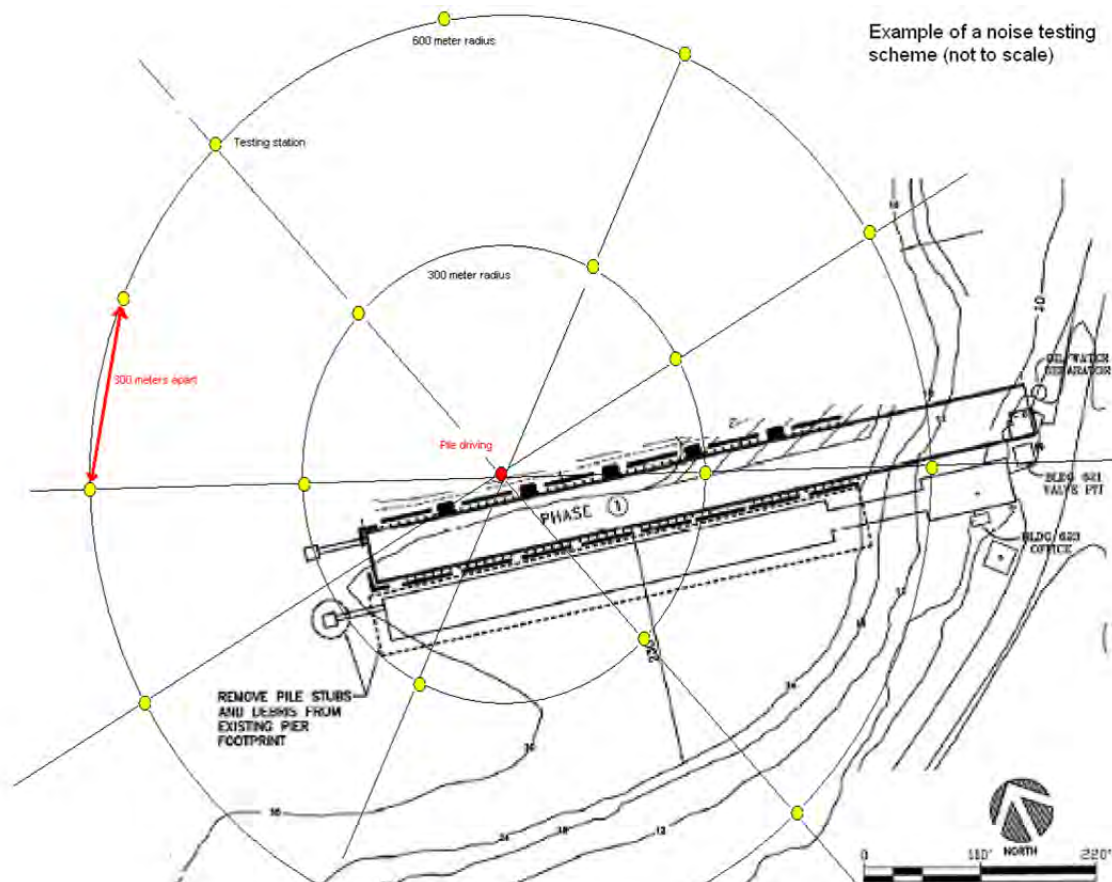 Example of a noise testing
scheme (not to scale)
600 meter radius
Testing station
300 meter radius
300 meters apart
Pile driving
PHASE 1
OIL/WATER
SEPARATOR
BLDG 621
VALVE PIT
BLDG 623
OFFICE
REMOVE PILE STUBS
AND DEBRIS FROM
EXISTING PIER
FOOTPRINT
NORTH
0 110' 220'